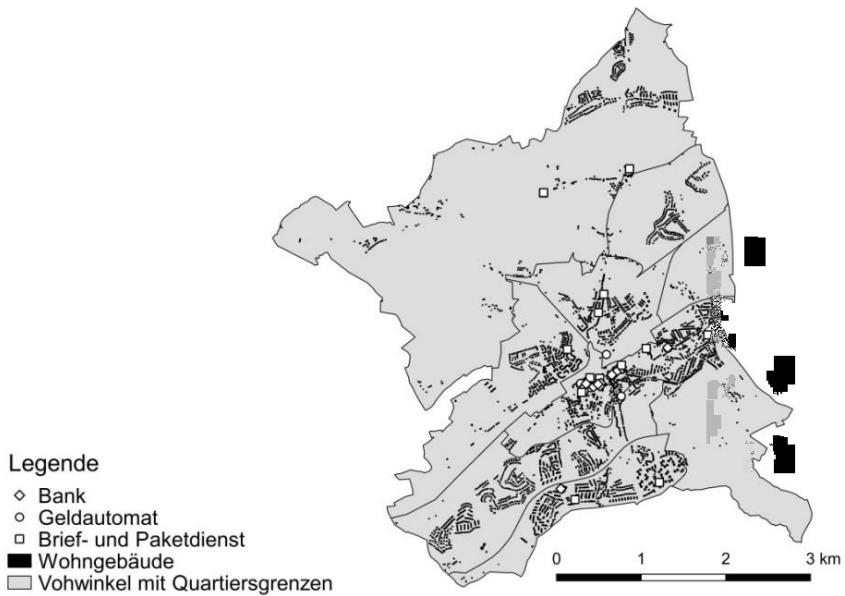 Legende
Bank
Geldautomat
Brief- und Paketdienst
Wohngebäude
Vohwinkel mit Quartiersgrenzen
0 1 2 3 km